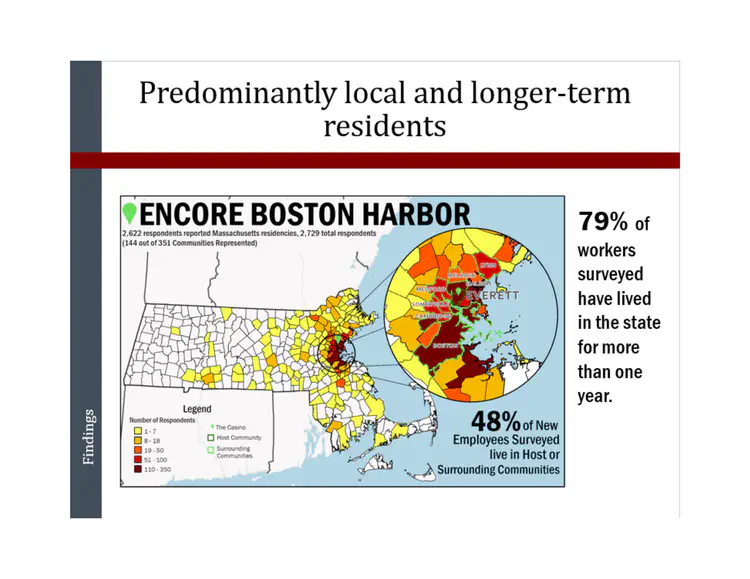 Predominantly local and longer-term
residents
ENCORE BOSTON HARBOR
2,622 respondents reported Massachusetts residencies, 2,729 total respondents
(144 out of 351 Communities Represented)
LYNN
MELROSE
MEDFORD
EVERETT
BOSTON
Legend
Number of Respondents
1 - 7
8 - 18
19 - 50
51 - 100
110 - 350
The Casino
Host Community
Surrounding
Communities
48% of New
Employees Surveyed
live in Host or
Surrounding Communities
79% of
workers
surveyed
have lived
in the state
for more
than one
year.
Findings